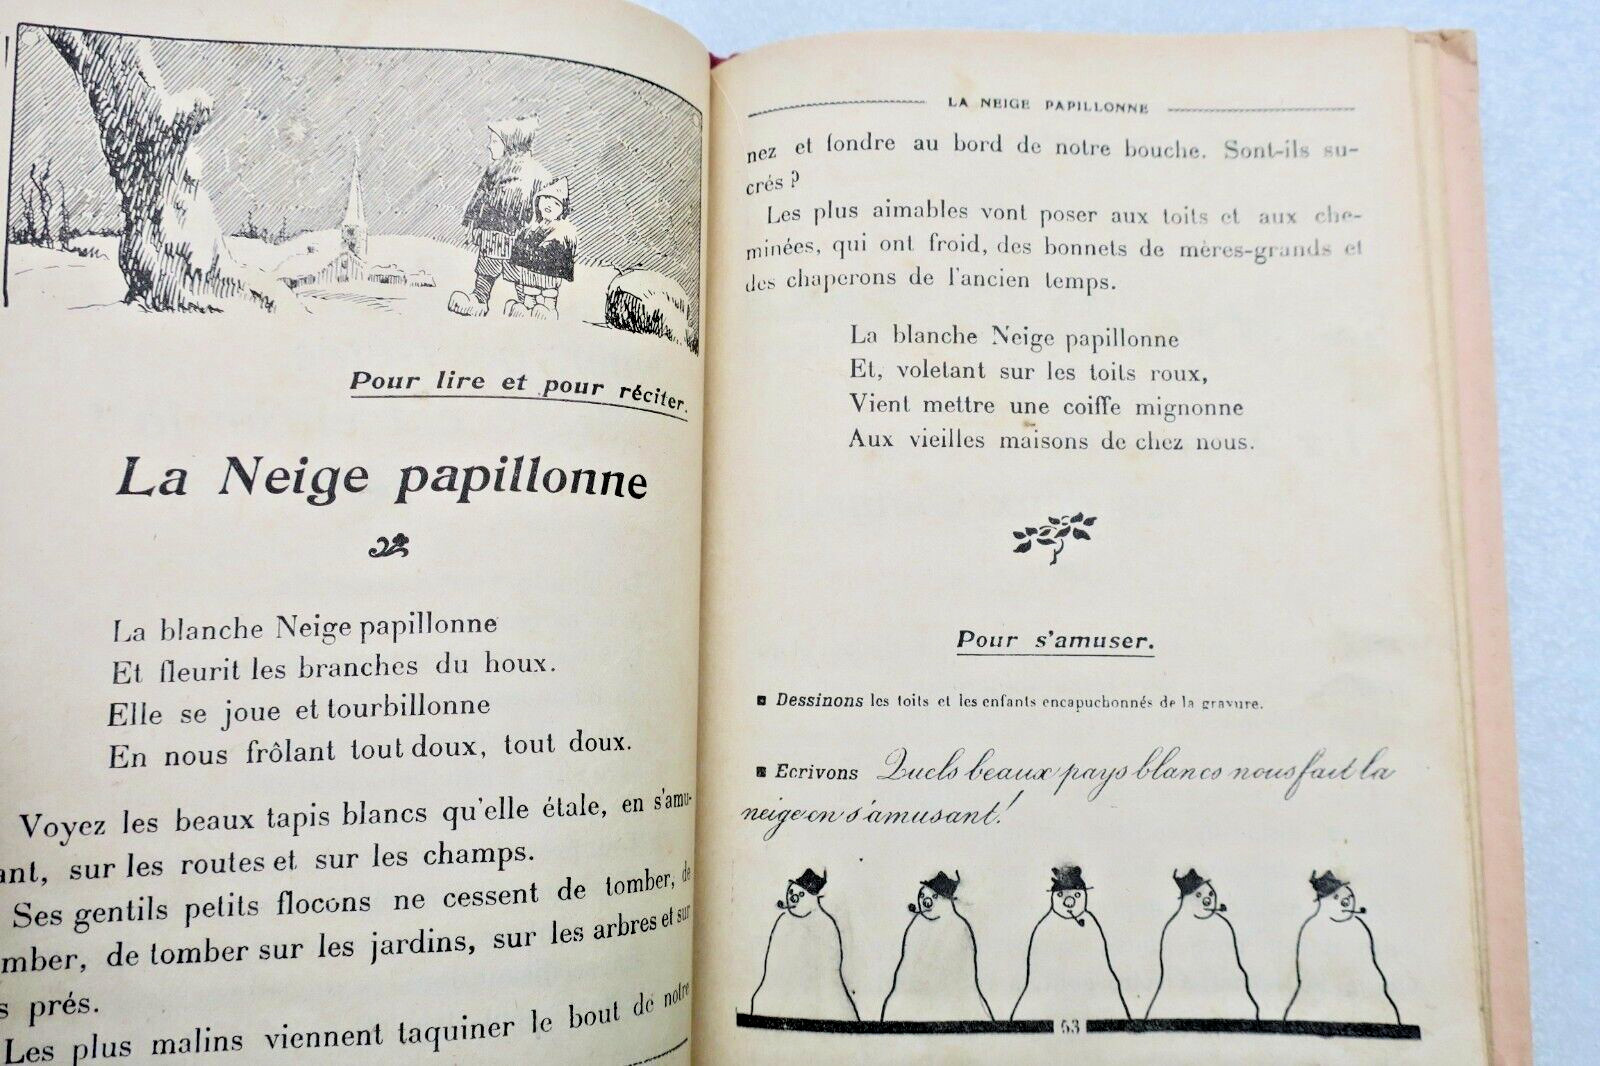 Pour lire et pour réciter.
La Neige papillonne
La blanche Neige papillonne
Et fleurit les branches du houx.
Elle se joue et tourbillonne
En nous frôlant tout doux, tout doux.
Voyez les beaux tapis blancs qu'elle étale, en s'amu-
ant, sur les routes et sur les champs.
Ses gentils petits flocons ne cessent de tomber, de
mber, de tomber sur les jardins, sur les arbres et sur
s prés.
Les plus malins viennent taquiner le bout de notre
LA NEIGE PAPILLONNE
nez et fondre au bord de notre bouche. Sont-ils su-
crés ?
Les plus aimables vont poser aux toits et aux che-
minées, qui ont froid, des bonnets de mères-grands et
des chaperons de l'ancien temps.
La blanche Neige papillonne
Et, voletant sur les toits roux,
Vient mettre une coiffe mignonne
Aux vieilles maisons de chez nous.
Pour s'amuser.
Dessinons les toits et les enfants encapuchonnés de la gravure.
Ecrivons Quels beaux pays blancs nous fait la
neige en s'amusant!
53